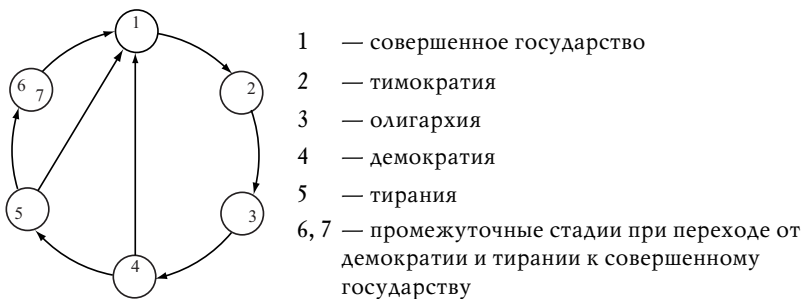 1
2
6
7
5
3
4
1 — совершенное государство
2 — тимократия
3 — олигархия
4 — демократия
5 — тирания
6, 7 — промежуточные стадии при переходе от
демократии и тирании к совершенному
государству